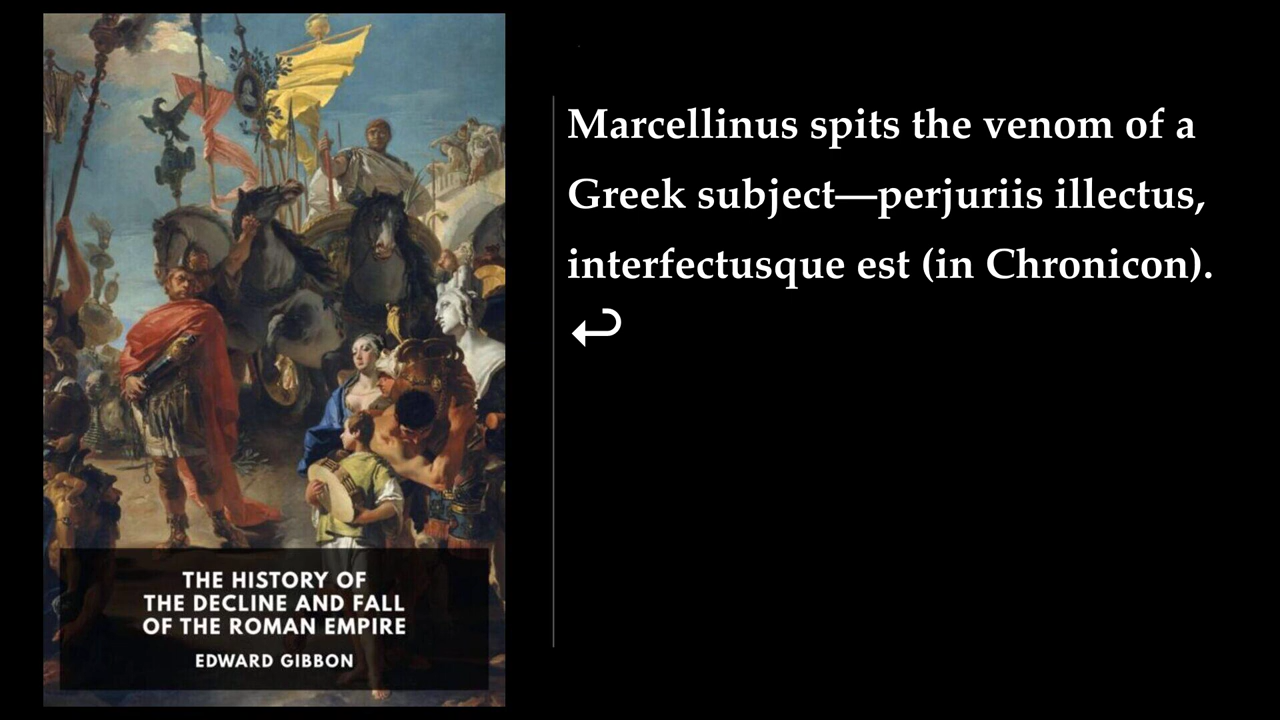 Marcellinus spits the venom of a
Greek subject—perjuriis illectus,
interfectusque est (in Chronicon).
↩
THE HISTORY OF
THE DECLINE AND FALL
OF THE ROMAN EMPIRE
EDWARD GIBBON